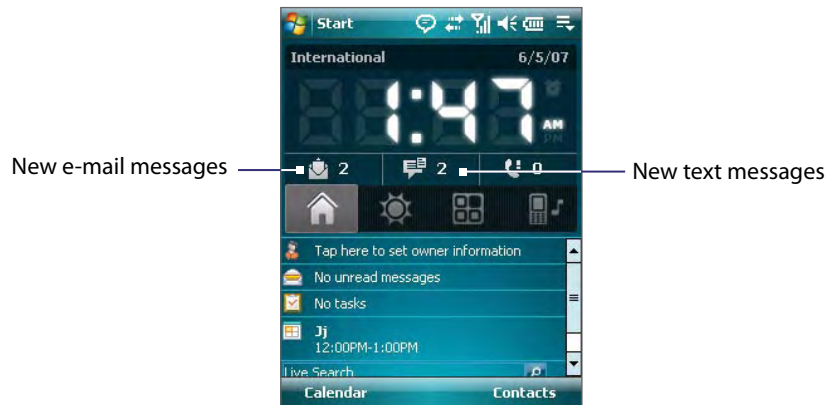 Start
International 6/5/07
1:47 AM
PM
New e-mail messages 2 2 0 New text messages
Tap here to set owner information
No unread messages
No tasks
Jj
12:00PM-1:00PM
Live Search
Calendar Contacts